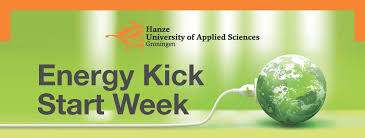 Hanze
University of Applied Sciences
Groningen
Energy Kick
Start Week